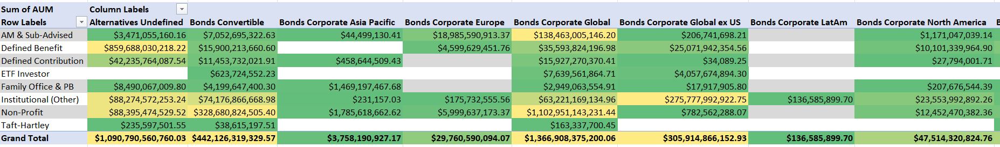 Sum of AUM Column Labels
Row Labels Alternatives Undefined Bonds Convertible Bonds Corporate Asia Pacific Bonds Corporate Europe Bonds Corporate Global Bonds Corporate Global ex US Bonds Corporate LatAm Bonds Corporate North America
AM & Sub-Advised $3,471,055,160.16 $7,052,695,322.63 $44,499,130.41 $18,985,590,913.37 $138,463,005,146.20 $206,741,698.21 $1,171,047,039.14
Defined Benefit $859,688,030,218.22 $15,900,213,660.60 $4,599,629,451.76 $35,593,824,196.98 $25,071,942,354.56 $10,101,339,964.90
Defined Contribution $42,235,764,087.54 $11,453,732,021.91 $458,644,509.43 $15,927,270,370.41 $34,089.25 $27,794,001.71
ETF Investor $623,724,552.23 $7,639,561,864.71 $4,057,674,894.30
Family Office & PB $8,490,067,009.80 $4,199,647,400.30 $1,469,197,467.68 $2,949,063,554.91 $17,917,905.80 $207,676,544.39
Institutional (Other) $88,274,572,253.24 $74,176,866,668.98 $231,157.03 $175,732,555.56 $63,221,169,134.96 $275,777,992,922.75 $136,585,899.70 $23,553,992,892.26
Non-Profit $88,395,474,529.52 $328,680,824,505.40 $1,785,618,662.62 $5,999,637,173.37 $1,102,951,143,231.44 $782,562,288.07 $12,452,470,382.36
Taft-Hartley $235,597,501.55 $38,615,197.51 $163,337,700.45
Grand Total $1,090,790,560,760.03 $442,126,319,329.57 $3,758,190,927.17 $29,760,590,094.07 $1,366,908,375,200.06 $305,914,866,152.93 $136,585,899.70 $47,514,320,824.76